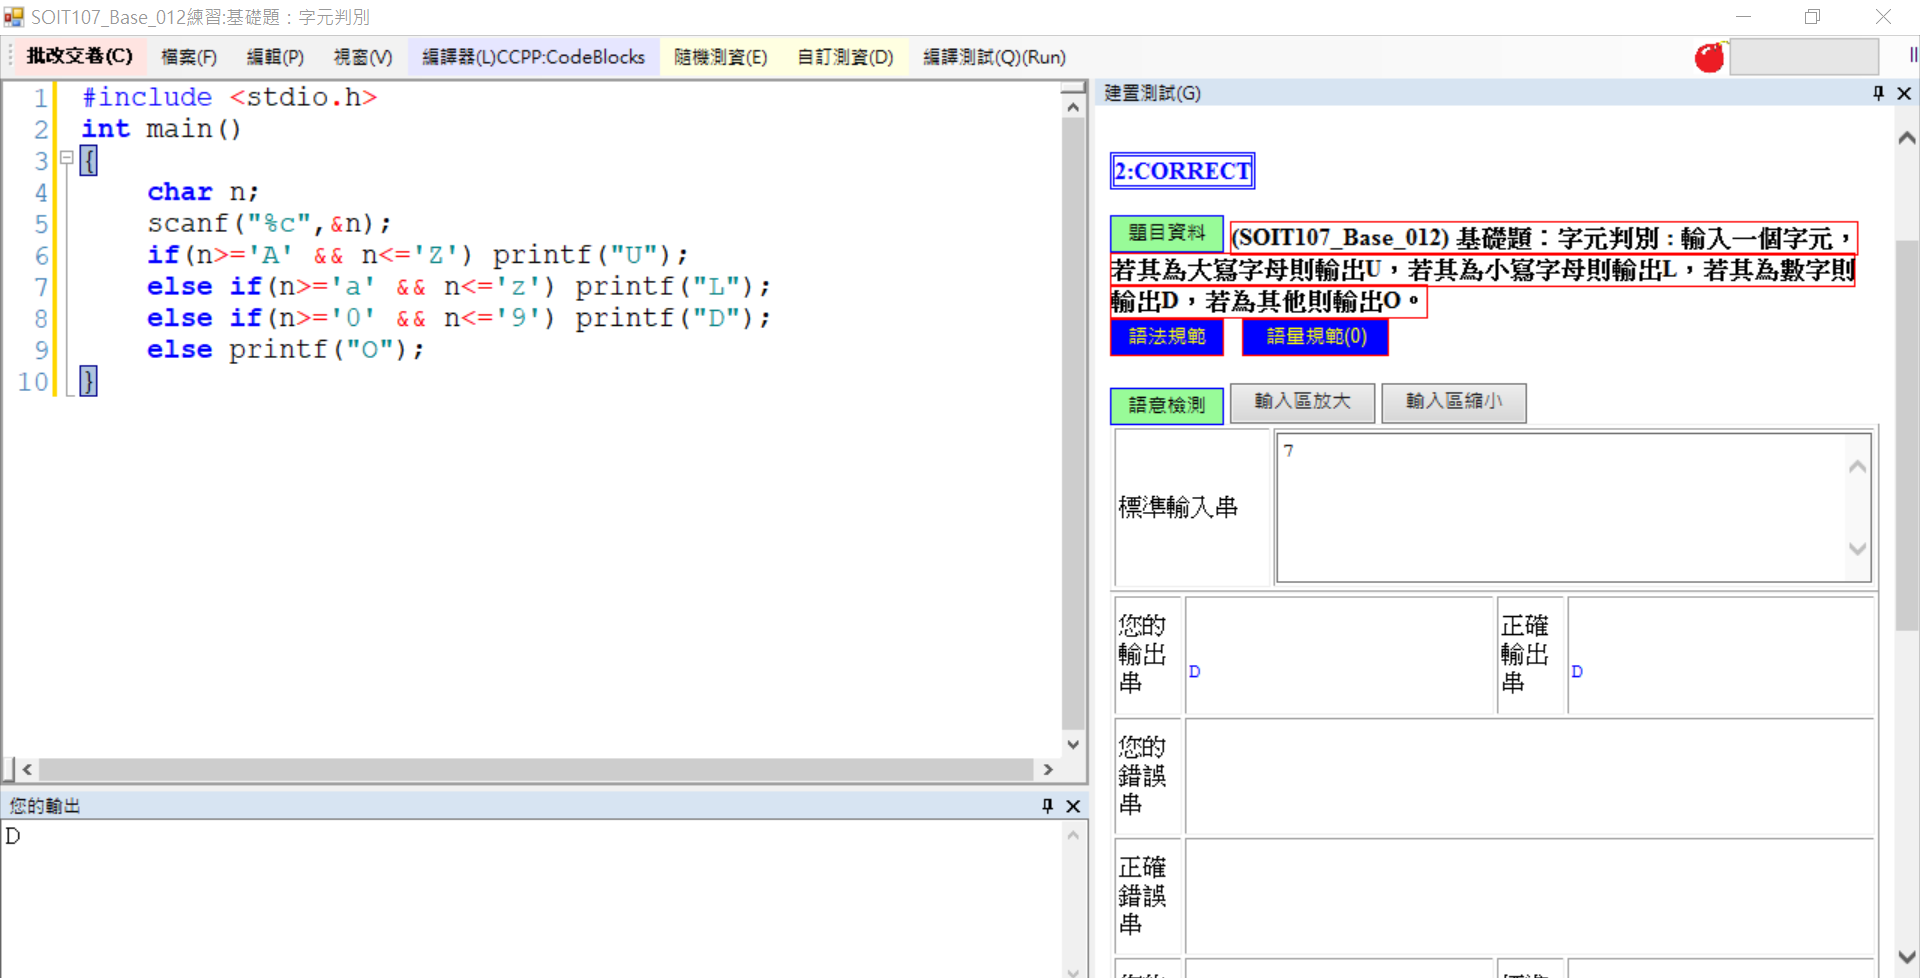 SOIT107_Base_012練習:基礎題：字元判別
批改交卷(C) 檔案(F) 編輯(P) 視窗(V) 編譯器(L)CCPP:CodeBlocks 隨機測資(E) 自訂測資(D) 編譯測試(Q)(Run)
1 #include <stdio.h>
2 int main()
3 {
4 char n;
5 scanf("%c",&n);
6 if(n>='A' && n<='Z') printf("U");
7 else if(n>='a' && n<='z') printf("L");
8 else if(n>='0' && n<='9') printf("D");
9 else printf("O");
10 }
您的輸出
D
建置測試(G)
2:CORRECT
題目資料 (SOIT107_Base_012) 基礎題：字元判別 : 輸入一個字元，
若其為大寫字母則輸出U，若其為小寫字母則輸出L，若其為數字則
輸出D，若為其他則輸出O。
語法規範 語量規範(0)
語意檢測 輸入區放大 輸入區縮小
標準輸入串
7
您的
輸出
串
D
正確
輸出
串
D
您的
錯誤
串
正確
錯誤
串